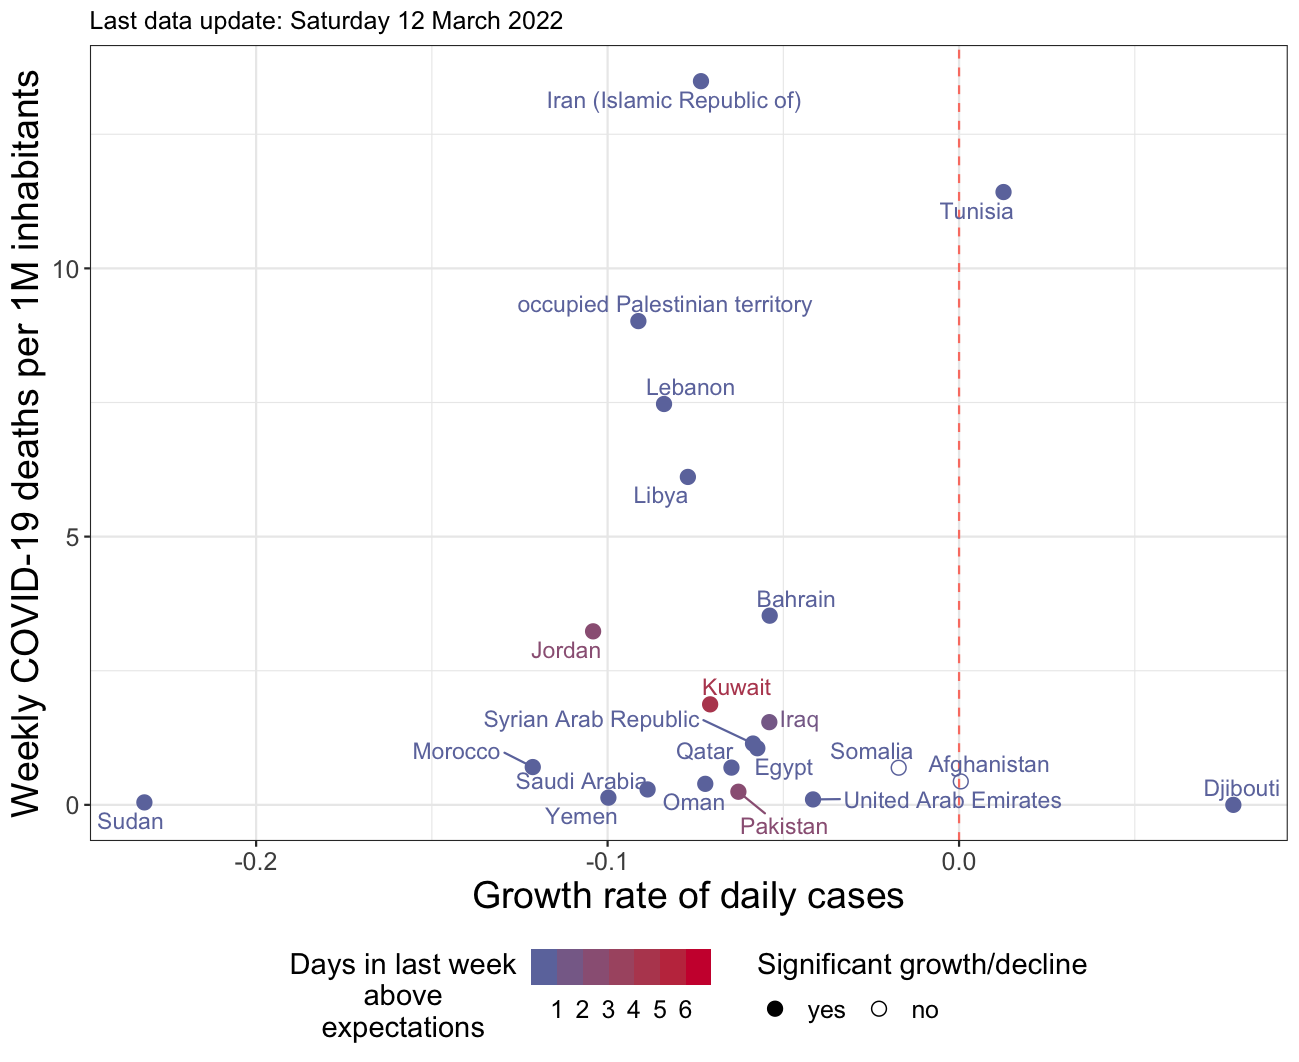 Last data update: Saturday 12 March 2022
Weekly COVID-19 deaths per 1M inhabitants
10
5
0
Iran (Islamic Republic of)
Tunisia
occupied Palestinian territory
Lebanon
Libya
Bahrain
Jordan
Kuwait
Syrian Arab Republic
Iraq
Morocco
Qatar
Somalia
Egypt
Afghanistan
Saudi Arabia
Djibouti
Oman
United Arab Emirates
Yemen
Sudan
Pakistan
-0.2
-0.1
0.0
Growth rate of daily cases
Days in last week
above
expectations
1 2 3 4 5 6
Significant growth/decline
yes
no